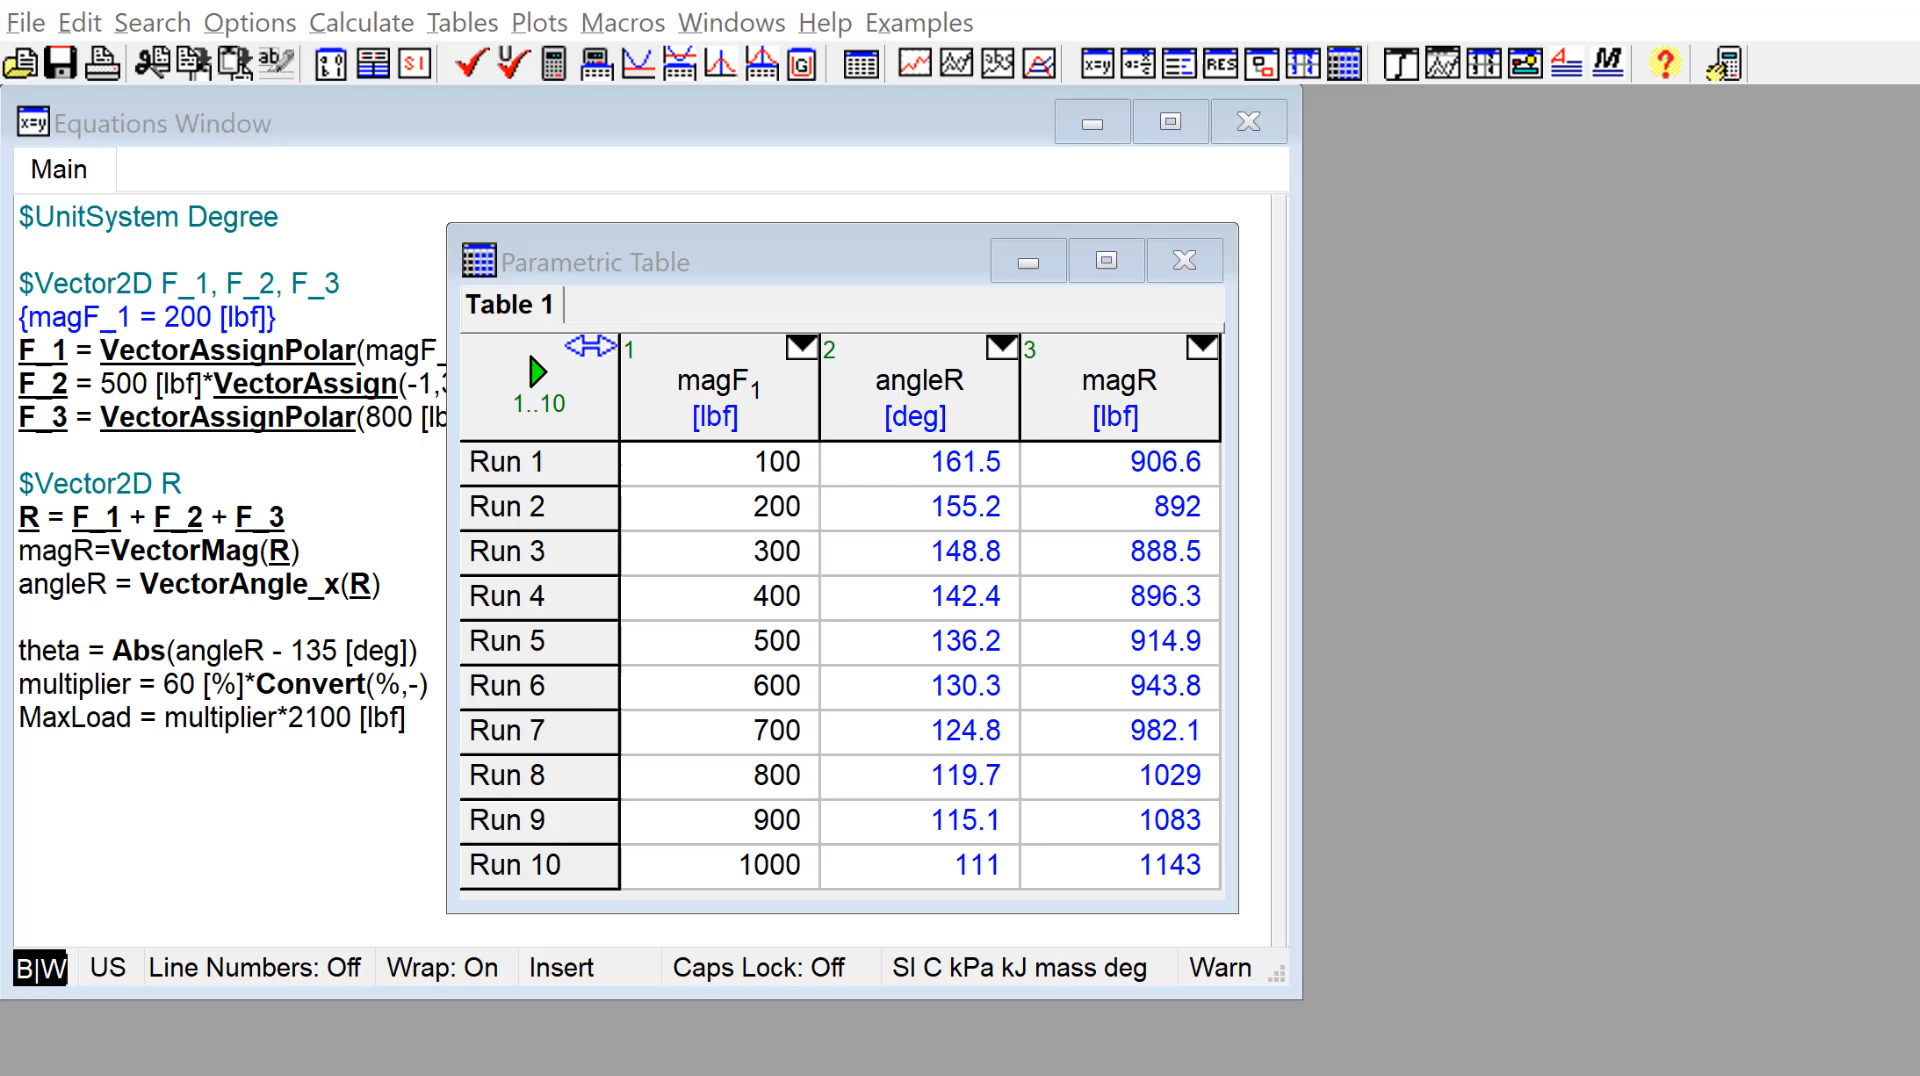 File Edit Search Options Calculate Tables Plots Macros Windows Help Examples
Equations Window
Main
$UnitSystem Degree
$Vector2D F_1, F_2, F_3
{magF_1 = 200 [lbf]}
F_1 = VectorAssignPolar(magF_
F_2 = 500 [lbf]*VectorAssign(-1,
F_3 = VectorAssignPolar(800 [lb
$Vector2D R
R = F_1 + F_2 + F_3
magR=VectorMag(R)
angleR = VectorAngle_x(R)
theta = Abs(angleR - 135 [deg])
multiplier = 60 [%]*Convert(%,-)
MaxLoad = multiplier*2100 [lbf]
Parametric Table
Table 1
1..10
1 magF1 [lbf]
2 angleR [deg]
3 magR [lbf]
Run 1 100 161.5 906.6
Run 2 200 155.2 892
Run 3 300 148.8 888.5
Run 4 400 142.4 896.3
Run 5 500 136.2 914.9
Run 6 600 130.3 943.8
Run 7 700 124.8 982.1
Run 8 800 119.7 1029
Run 9 900 115.1 1083
Run 10 1000 111 1143
B|W US Line Numbers: Off Wrap: On Insert Caps Lock: Off SI C kPa kJ mass deg Warn